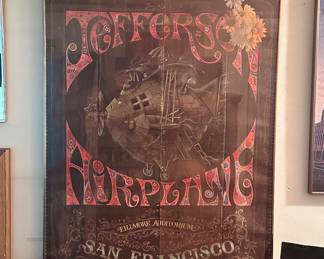 JEFFERSON
AIRPLANE
FILLMORE AUDITORIUM
SAN FRANCISCO